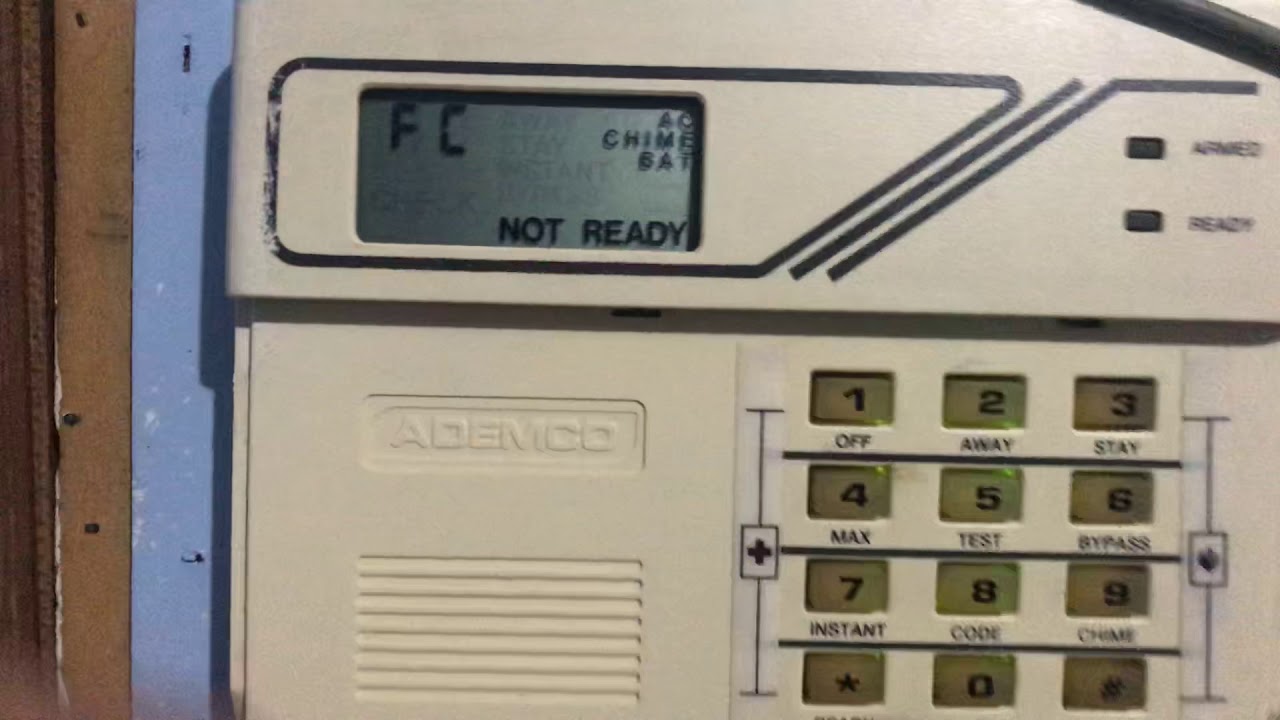 FC
AC
CHIME
BAT
NOT READY
ARMED
READY
ADEMCO
1 2 3
OFF AWAY STAY
4 5 6
MAX TEST BYPASS
7 8 9
INSTANT CODE CHIME
* 0 #